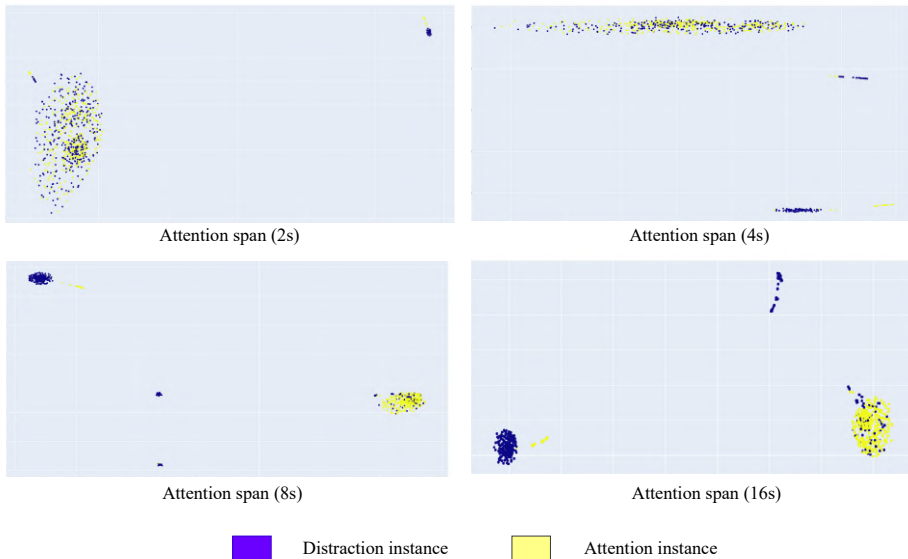 Attention span (2s)
Attention span (4s)
Attention span (8s)
Attention span (16s)
Distraction instance
Attention instance